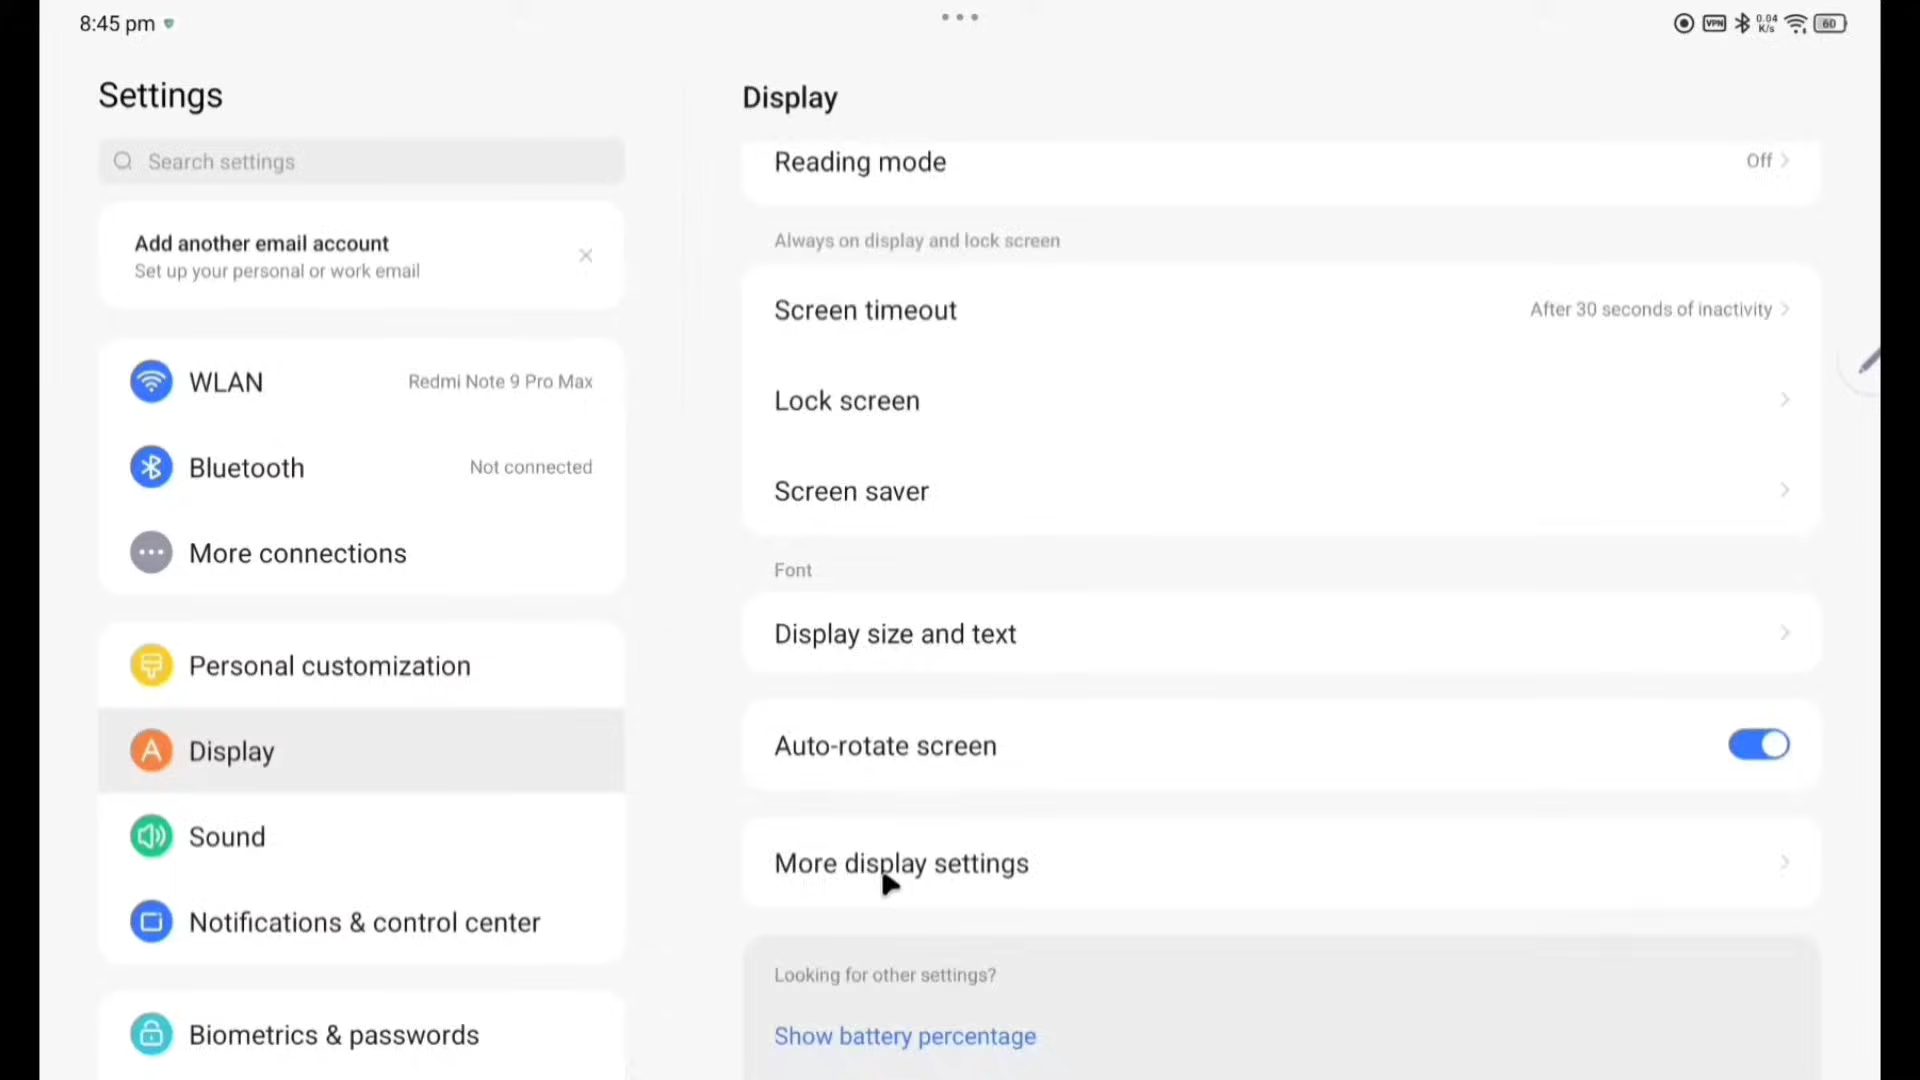 8:45 pm
VPN
0.04
K/s
60
Settings
Search settings
Add another email account
Set up your personal or work email
WLAN
Redmi Note 9 Pro Max
Bluetooth
Not connected
More connections
Personal customization
Display
Sound
Notifications & control center
Biometrics & passwords
Display
Reading mode
Off
Always on display and lock screen
Screen timeout
After 30 seconds of inactivity
Lock screen
Screen saver
Font
Display size and text
Auto-rotate screen
More display settings
Looking for other settings?
Show battery percentage